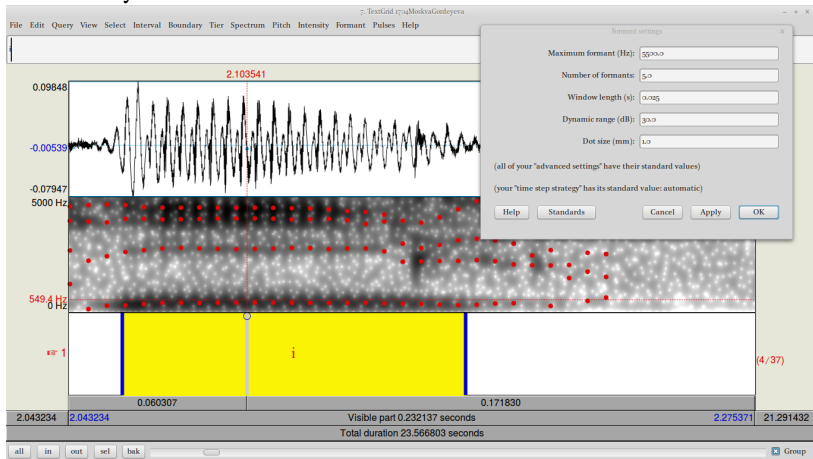 7. TextGrid 1704MoskvaGordeyeva
File Edit Query View Select Interval Boundary Tier Spectrum Pitch Intensity Formant Pulses Help
Formant settings
Maximum formant (Hz): 5500.0
Number of formants: 5.0
Window length (s): 0.025
Dynamic range (dB): 30.0
Dot size (mm): 1.0
(all of your "advanced settings" have their standard values)
(your "time step strategy" has its standard value: automatic)
Help Standards Cancel Apply OK
i
2.103541
0.09848
-0.00539
-0.07947
5000 Hz
549.4 Hz
0 Hz
1
i
(4/37)
0.060307 0.171830
2.043234 2.043234 Visible part 0.232137 seconds 2.275371 21.291432
Total duration 23.566803 seconds
all in out sel bak Group